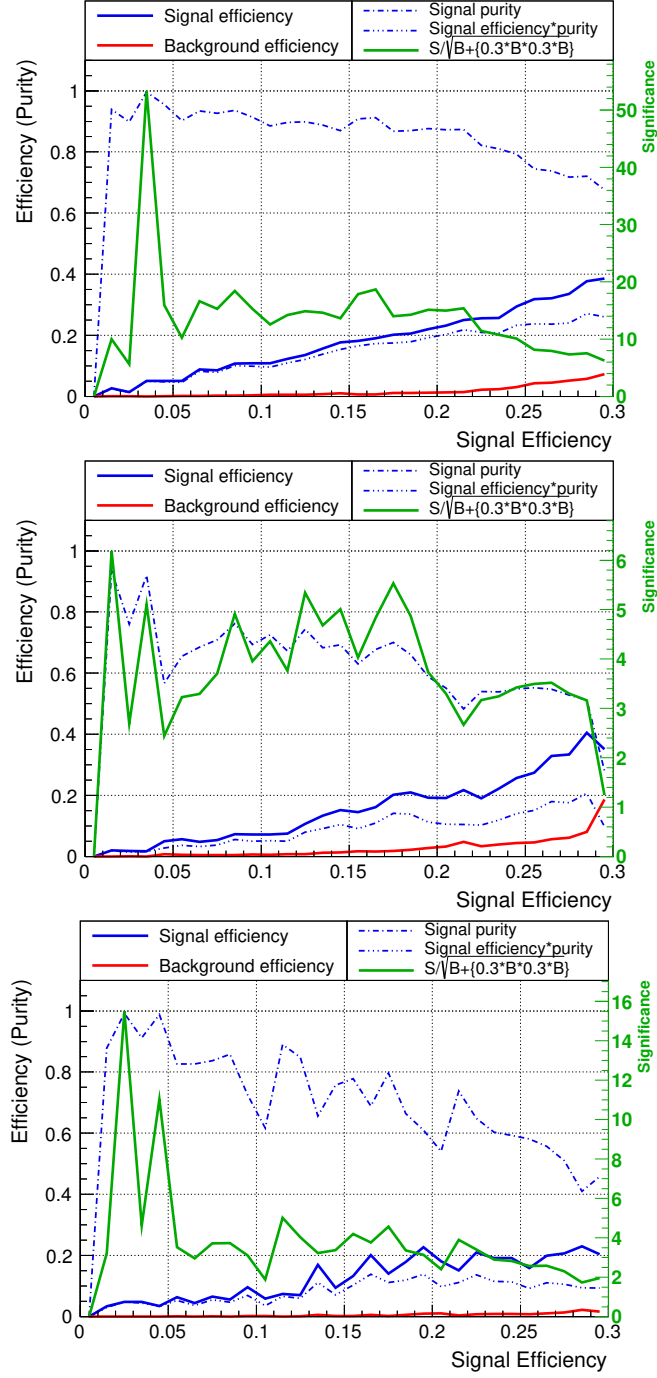 Signal efficiency
Background efficiency
Signal purity
Signal efficiency*purity
S/√B+{0.3*B*0.3*B}
Efficiency (Purity)
1
0.8
0.6
0.4
0.2
0
50
40
30
20
10
0
Significance
0 0.05 0.1 0.15 0.2 0.25 0.3
Signal Efficiency
Signal efficiency
Background efficiency
Signal purity
Signal efficiency*purity
S/√B+{0.3*B*0.3*B}
Efficiency (Purity)
1
0.8
0.6
0.4
0.2
0
6
5
4
3
2
1
0
Significance
0 0.05 0.1 0.15 0.2 0.25 0.3
Signal Efficiency
Signal efficiency
Background efficiency
Signal purity
Signal efficiency*purity
S/√B+{0.3*B*0.3*B}
Efficiency (Purity)
1
0.8
0.6
0.4
0.2
0
16
14
12
10
8
6
4
2
0
Significance
0 0.05 0.1 0.15 0.2 0.25 0.3
Signal Efficiency